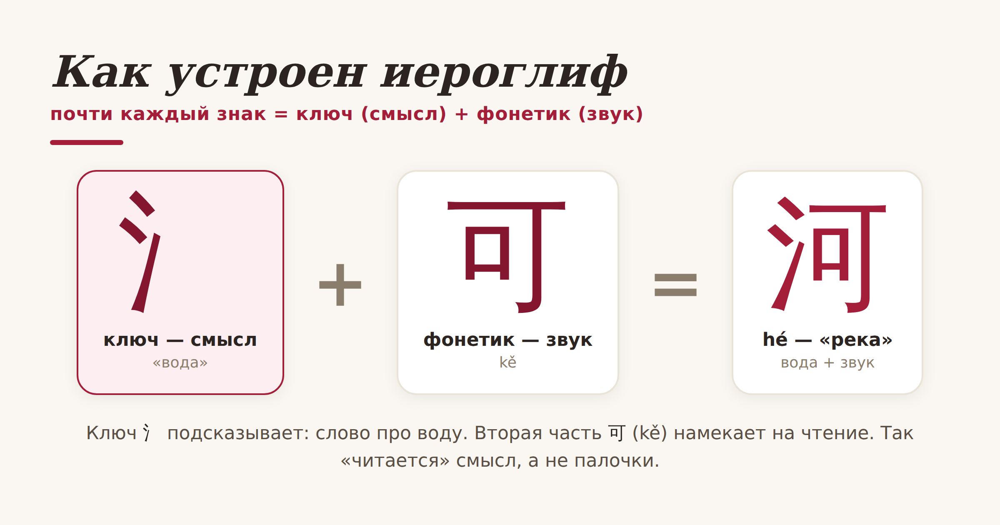 Как устроен иероглиф
почти каждый знак = ключ (смысл) + фонетик (звук)
氵 + 可 = 河
ключ — смысл
«вода»
фонетик — звук
kě
hé — «река»
вода + звук
Ключ 氵 подсказывает: слово про воду. Вторая часть 可 (kě) намекает на чтение. Так
«читается» смысл, а не палочки.